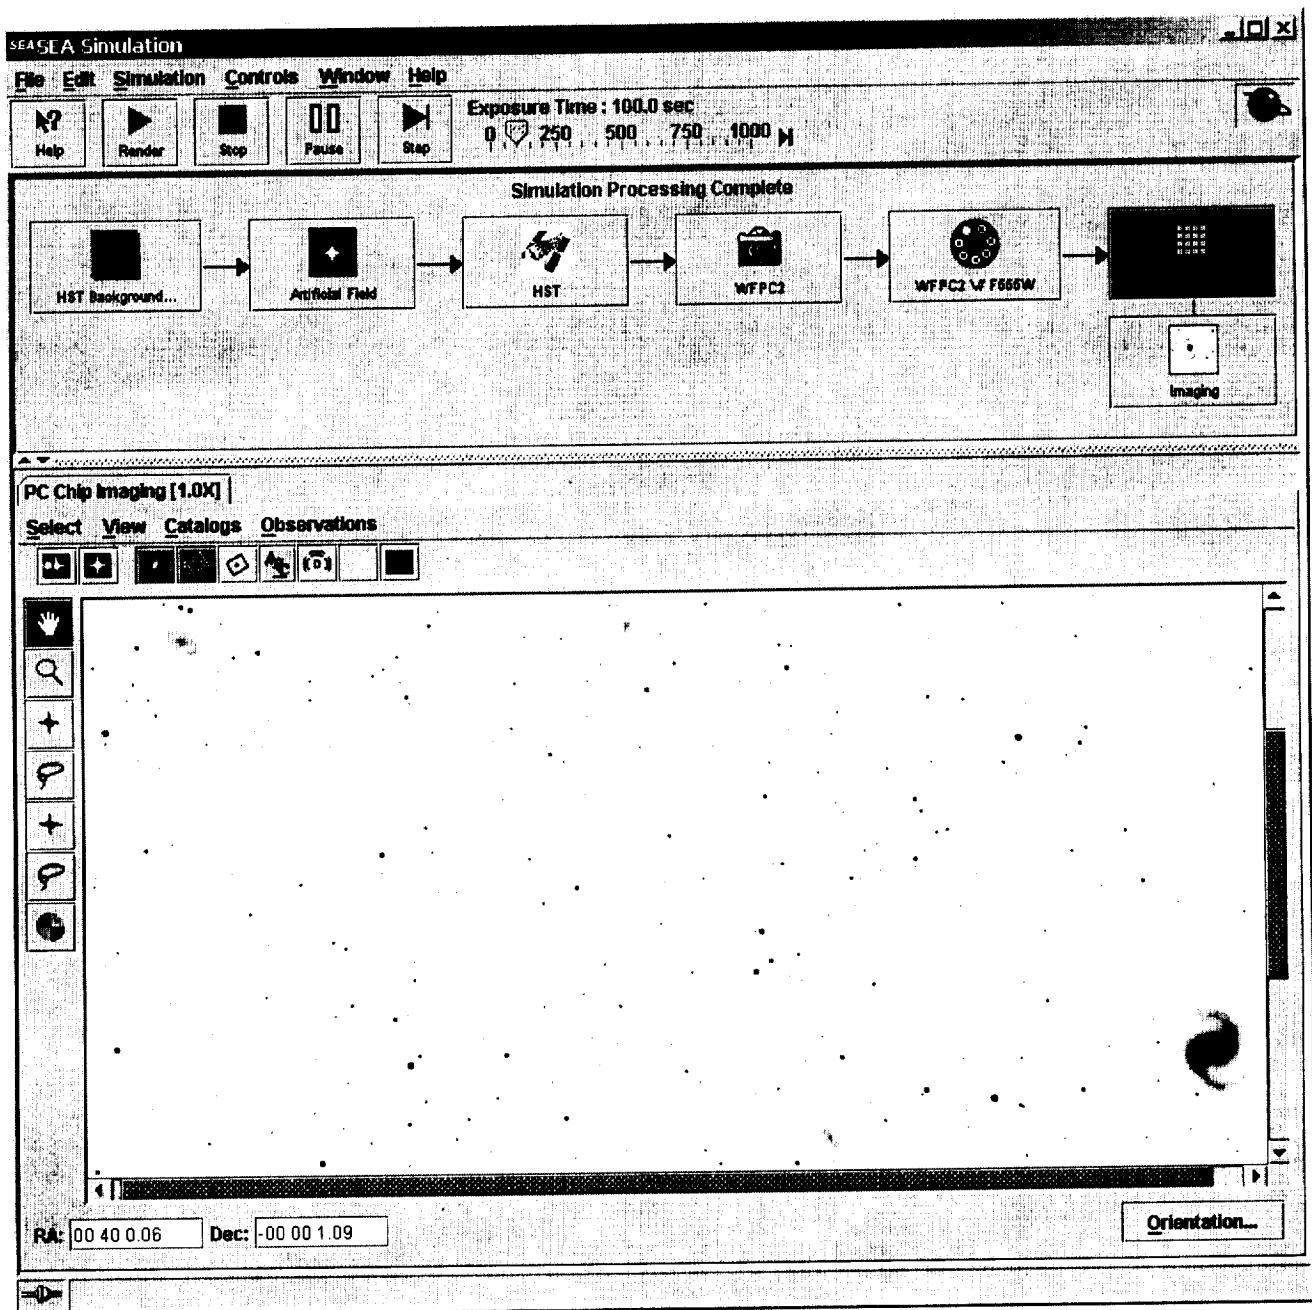 SEA SEA Simulation
File Edit Simulation Controls Window Help
Help Render Stop Pause Step
Exposure Time : 100.0 sec
0 250 500 750 1000
Simulation Processing Complete
HST Background... Artificial Field HST WFPC2 WFPC2 \/F F555W
Imaging
PC Chip Imaging [1.0X]
Select View Catalogs Observations
RA: 00 40 0.06 Dec: -00 00 1.09 Orientation...